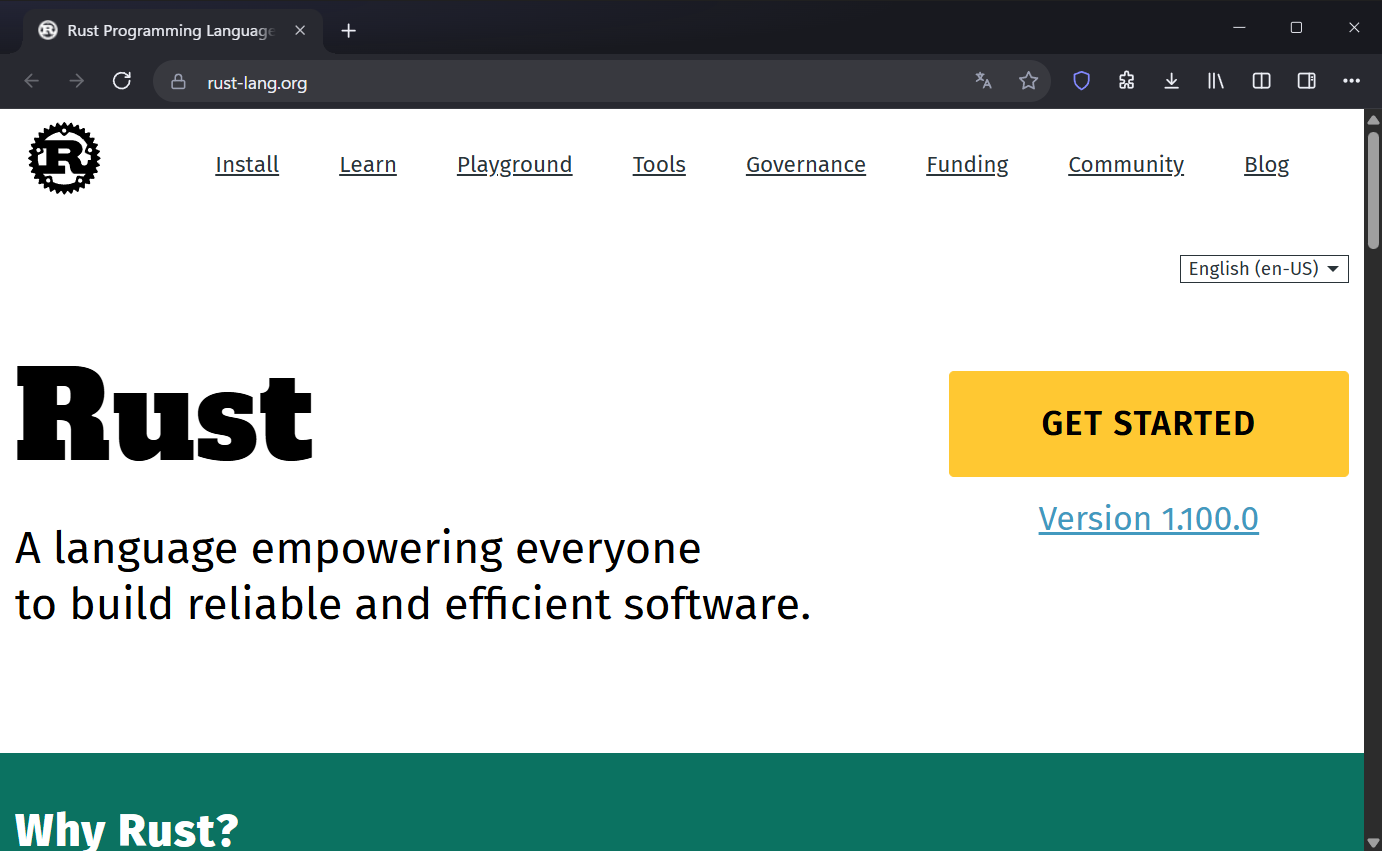 Rust Programming Language
rust-lang.org
Install Learn Playground Tools Governance Funding Community Blog
English (en-US)
Rust
GET STARTED
Version 1.100.0
A language empowering everyone
to build reliable and efficient software.
Why Rust?